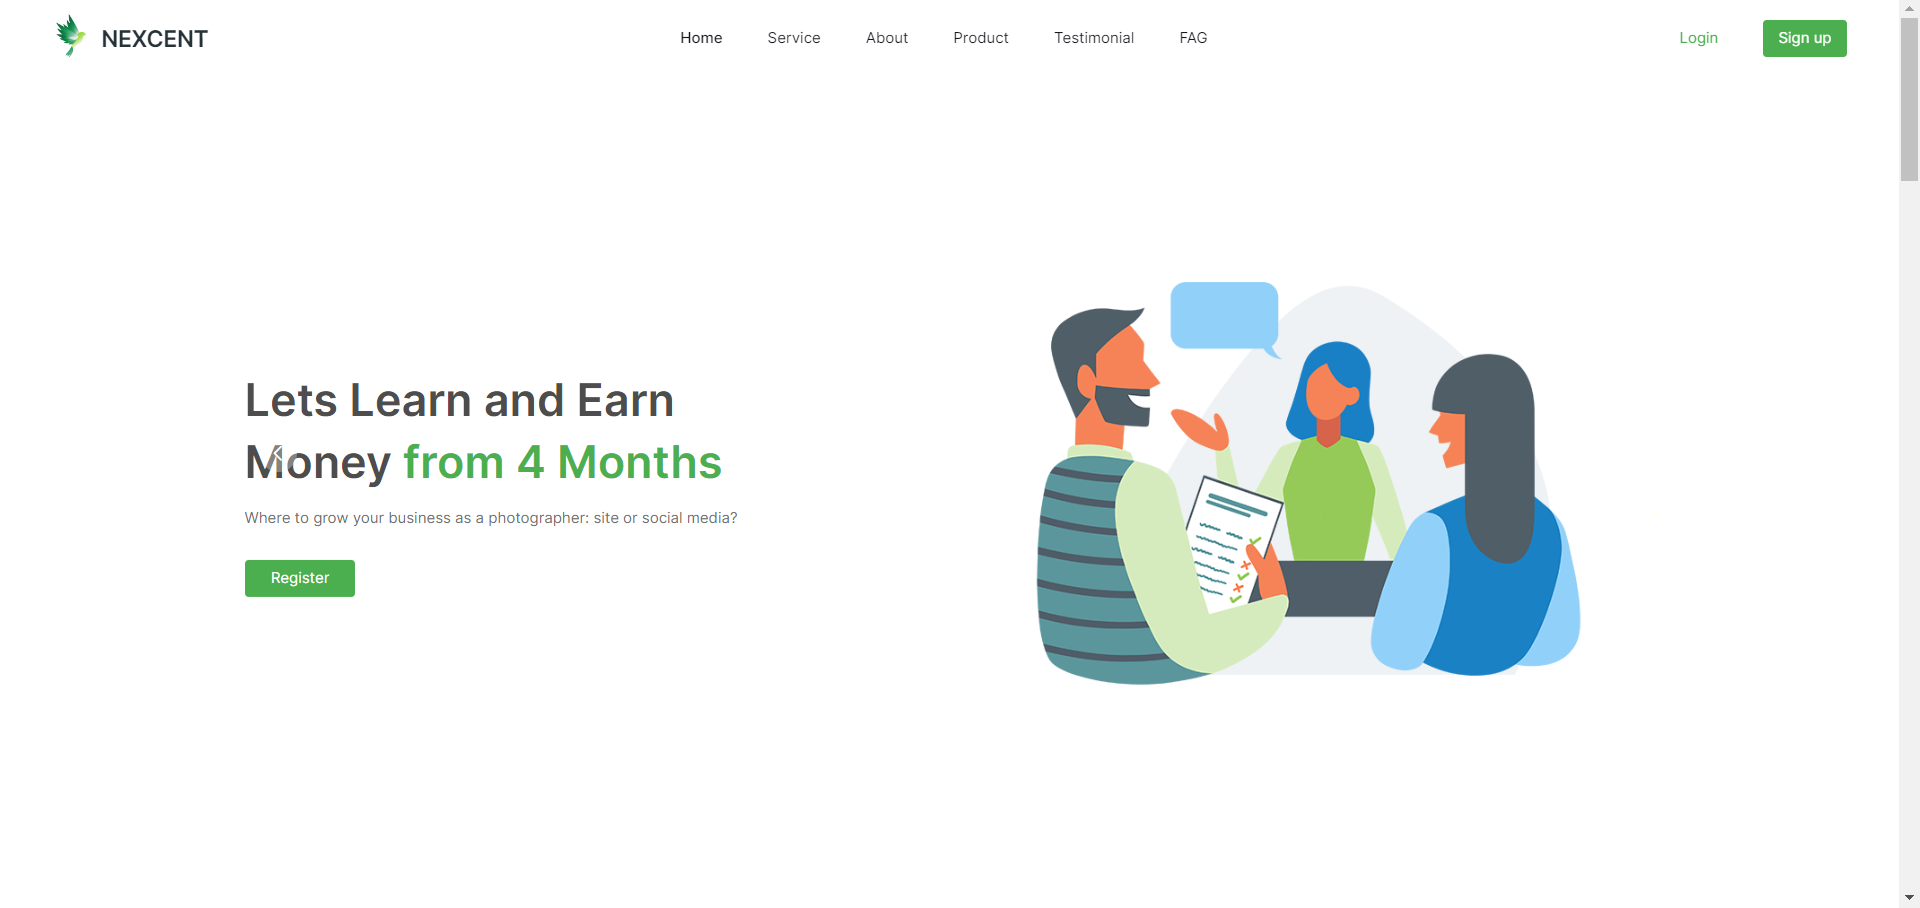 NEXCENT
Home Service About Product Testimonial FAG
Login Sign up
Lets Learn and Earn
Money from 4 Months
Where to grow your business as a photographer: site or social media?
Register